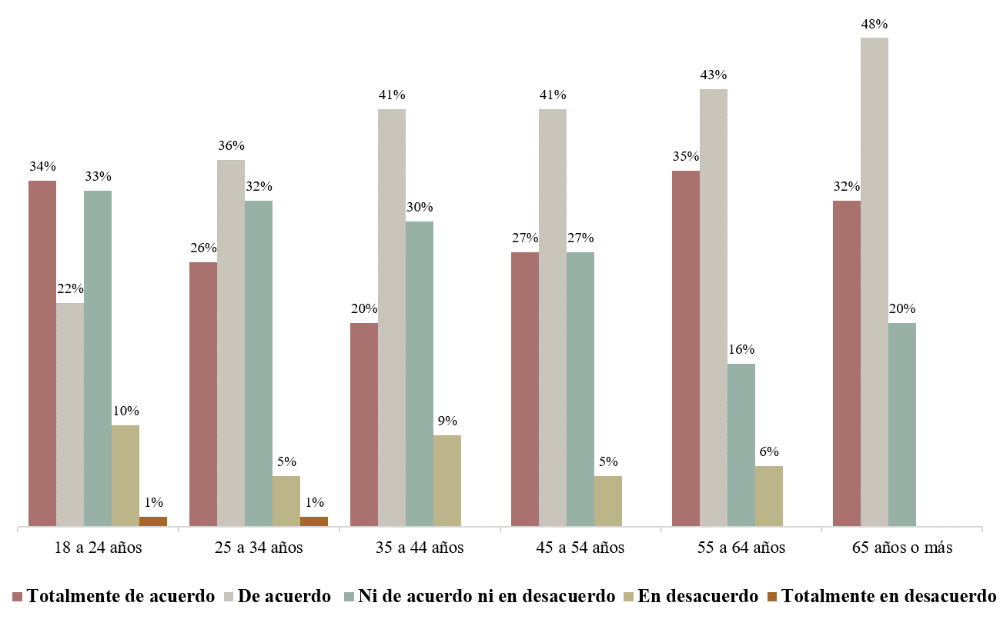 48%
43%
41%
41%
36%
35%
34%
33%
32%
32%
30%
27%
27%
26%
22%
20%
20%
16%
10%
9%
6%
5%
5%
1%
1%
18 a 24 años
25 a 34 años
35 a 44 años
45 a 54 años
55 a 64 años
65 años o más
Totalmente de acuerdo
De acuerdo
Ni de acuerdo ni en desacuerdo
En desacuerdo
Totalmente en desacuerdo